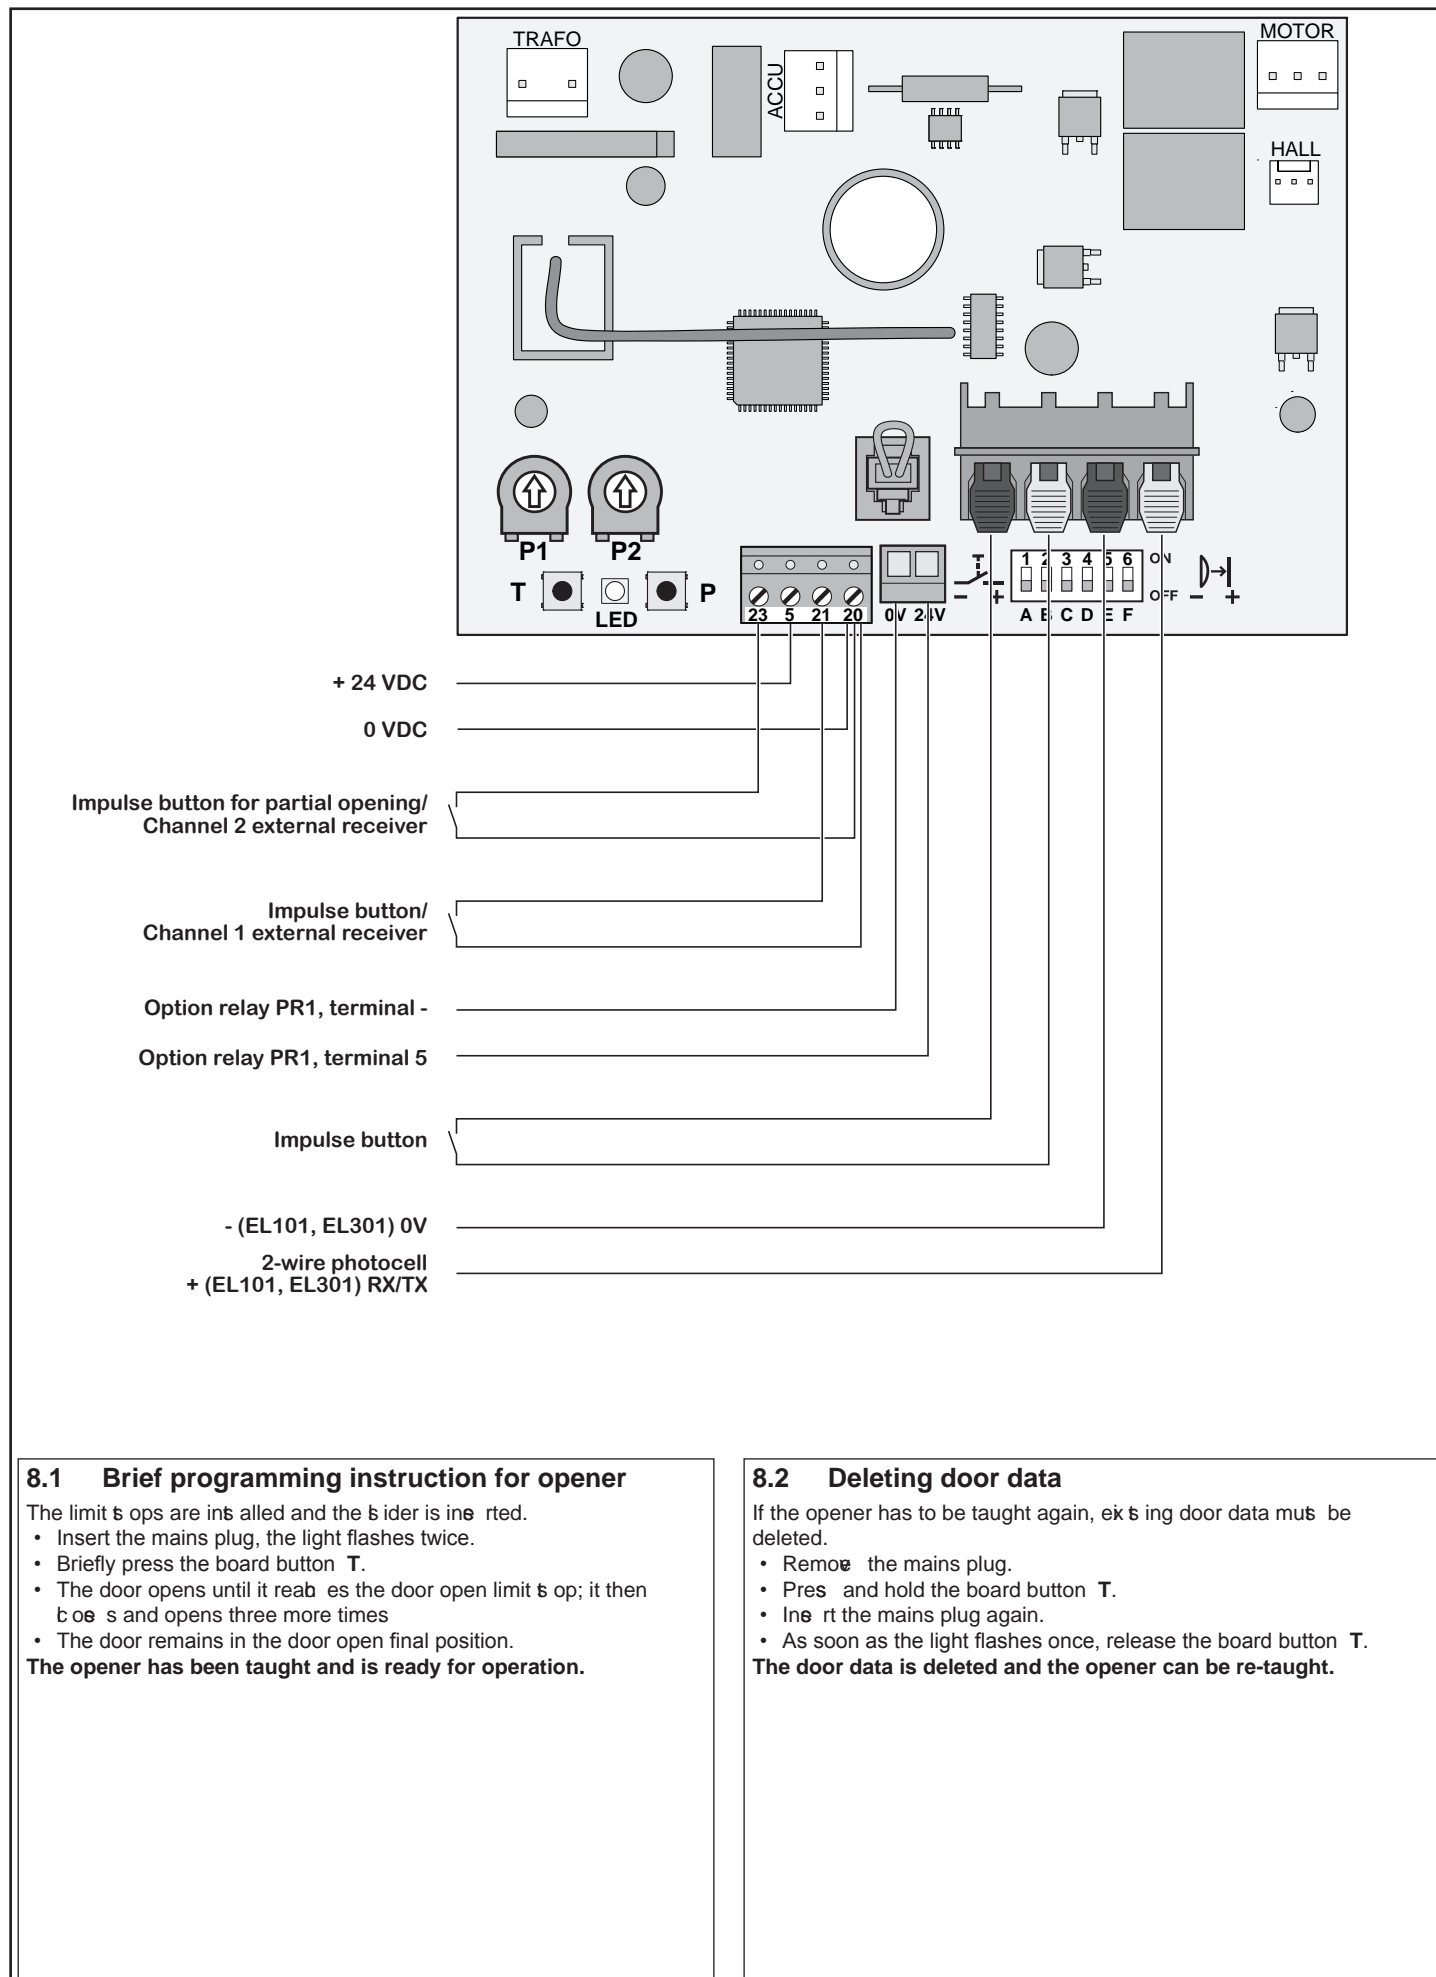 TRAFO
ACCU
MOTOR
HALL
P1 P2
T LED P
23 5 21 20
0V 24V
- +
1 2 3 4 5 6
ON
OFF
A B C D E F
- +
+ 24 VDC
0 VDC
Impulse button for partial opening/
Channel 2 external receiver
Impulse button/
Channel 1 external receiver
Option relay PR1, terminal -
Option relay PR1, terminal 5
Impulse button
- (EL101, EL301) 0V
2-wire photocell
+ (EL101, EL301) RX/TX
8.1 Brief programming instruction for opener
The limit stops are installed and the slider is inserted.
• Insert the mains plug, the light flashes twice.
• Briefly press the board button T.
• The door opens until it reaches the door open limit stop; it then
closes and opens three more times
• The door remains in the door open final position.
The opener has been taught and is ready for operation.
8.2 Deleting door data
If the opener has to be taught again, existing door data must be
deleted.
• Remove the mains plug.
• Press and hold the board button T.
• Insert the mains plug again.
• As soon as the light flashes once, release the board button T.
The door data is deleted and the opener can be re-taught.